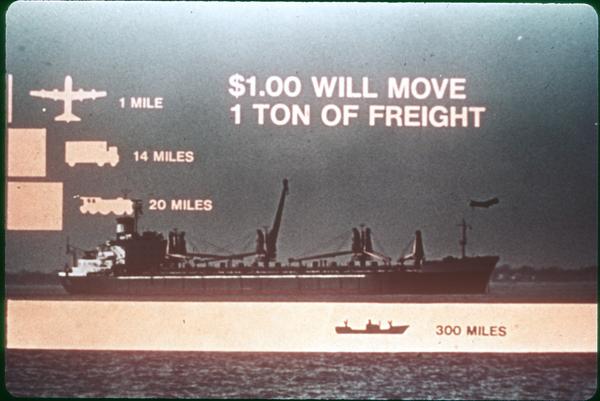 $1.00 WILL MOVE
1 TON OF FREIGHT
1 MILE
14 MILES
20 MILES
300 MILES